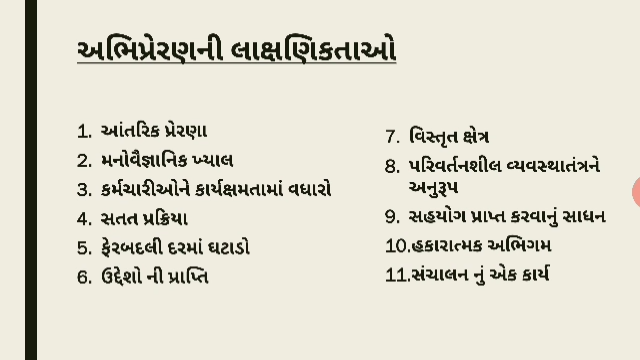 અભિપ્રેરણની લાક્ષણિકતાઓ
1. આંતરિક પ્રેરણા
2. મનોવૈજ્ઞાનિક ખ્યાલ
3. કર્મચારીઓને કાર્યક્ષમતામાં વધારો
4. સતત પ્રક્રિયા
5. ફેરબદલી દરમાં ઘટાડો
6. ઉદ્દેશો ની પ્રાપ્તિ
7. વિસ્તૃત ક્ષેત્ર
8. પરિવર્તનશીલ વ્યવસ્થાતંત્રને
અનુરૂપ
9. સહયોગ પ્રાપ્ત કરવાનું સાધન
10.હકારાત્મક અભિગમ
11.સંચાલન નું એક કાર્ય